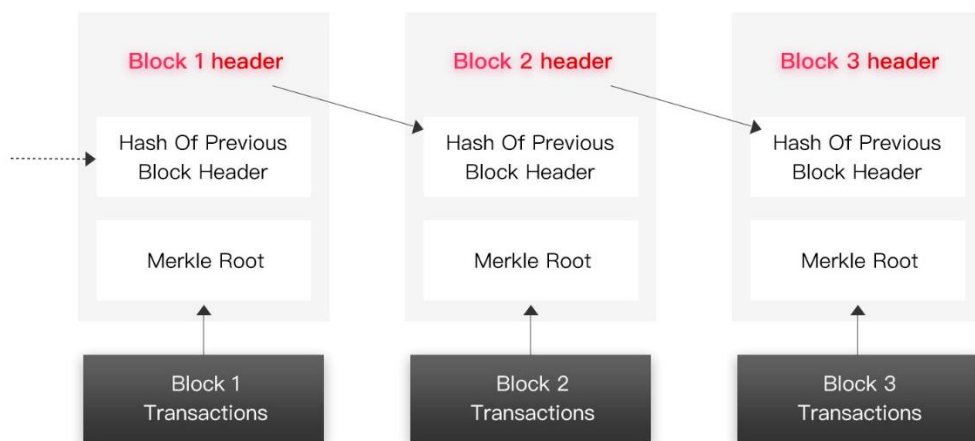 Block 1 header
Block 2 header
Block 3 header
Hash Of Previous
Block Header
Hash Of Previous
Block Header
Hash Of Previous
Block Header
Merkle Root
Merkle Root
Merkle Root
Block 1
Transactions
Block 2
Transactions
Block 3
Transactions